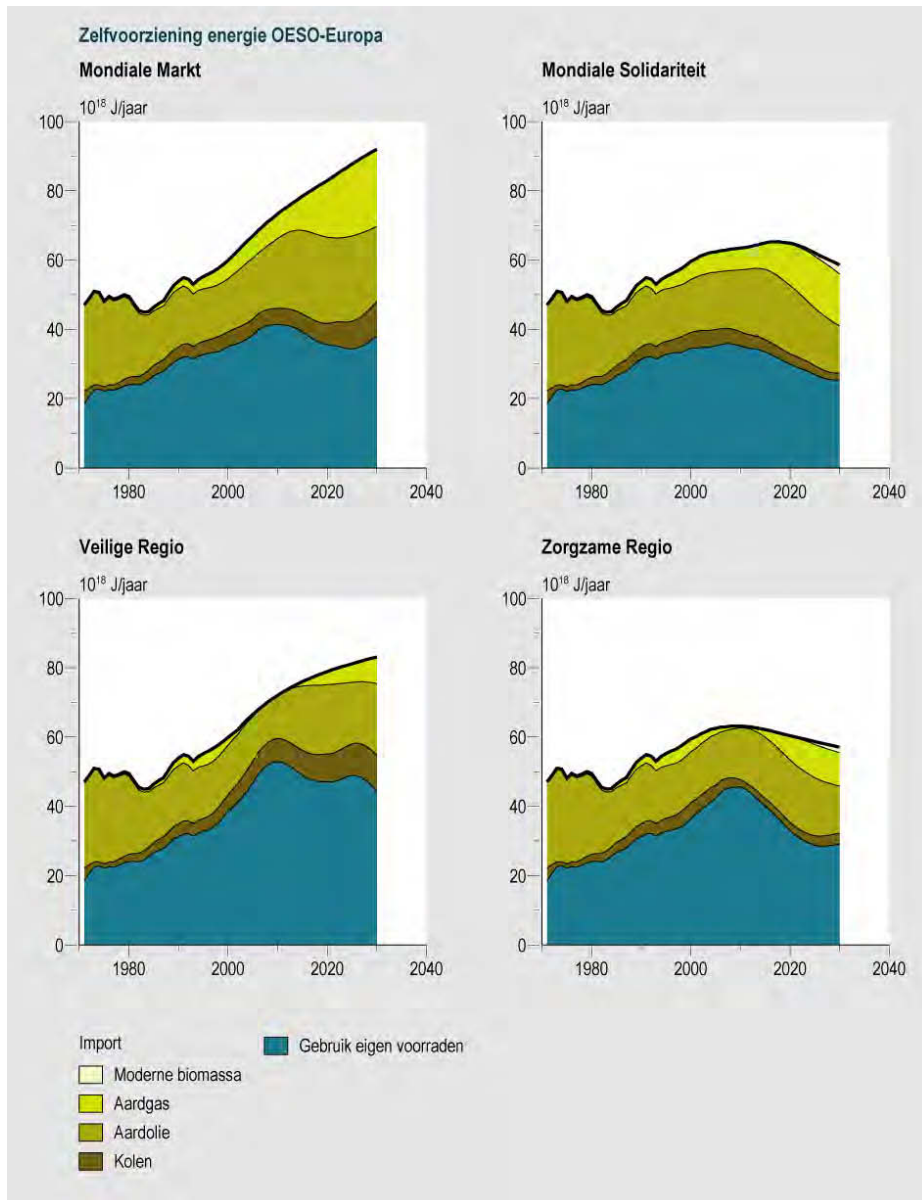 Zelfvoorziening energie OESO-Europa
Mondiale Markt
10¹⁸ J/jaar
100
80
60
40
20
0
1980
2000
2020
2040
Mondiale Solidariteit
10¹⁸ J/jaar
100
80
60
40
20
0
1980
2000
2020
2040
Veilige Regio
10¹⁸ J/jaar
100
80
60
40
20
0
1980
2000
2020
2040
Zorgzame Regio
10¹⁸ J/jaar
100
80
60
40
20
0
1980
2000
2020
2040
Import
Moderne biomassa
Aardgas
Aardolie
Kolen
Gebruik eigen voorraden